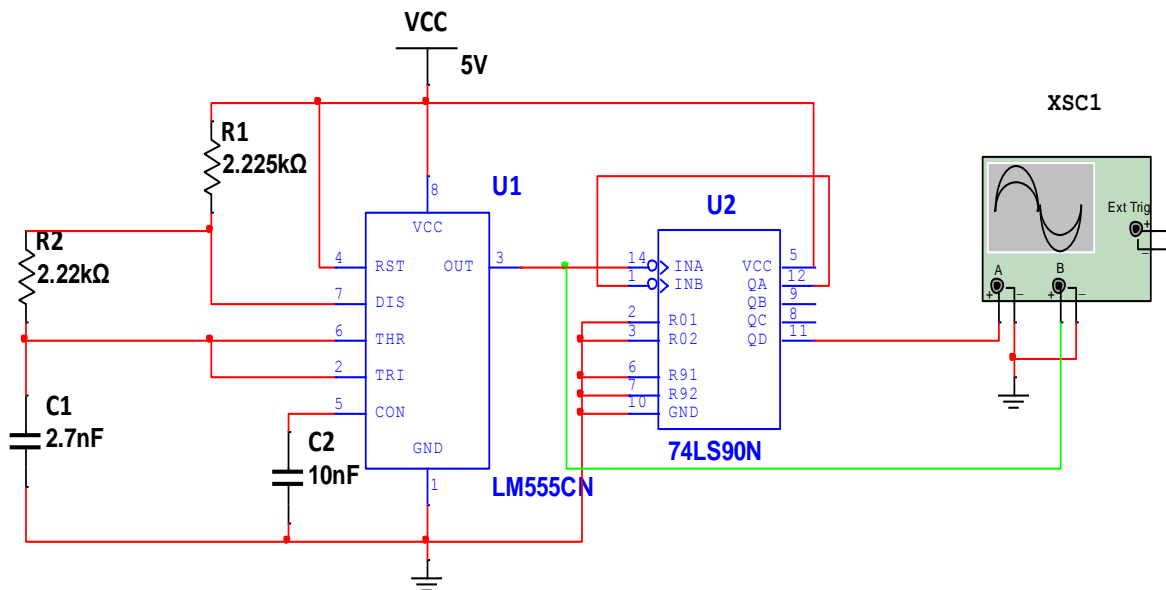 VCC
5V
XSC1
R1
2.225kΩ
R2
2.22kΩ
U1
U2
8
VCC
4 RST OUT 3
7 DIS
6 THR
2 TRI
5 CON
GND
1
LM555CN
C1
2.7nF
C2
10nF
14 INA VCC 5
1 INB QA 12
QB 9
QC 8
2 R01 QD 11
3 R02
6 R91
7 R92
10 GND
74LS90N
Ext Trig
+
−
A B
+ − + −